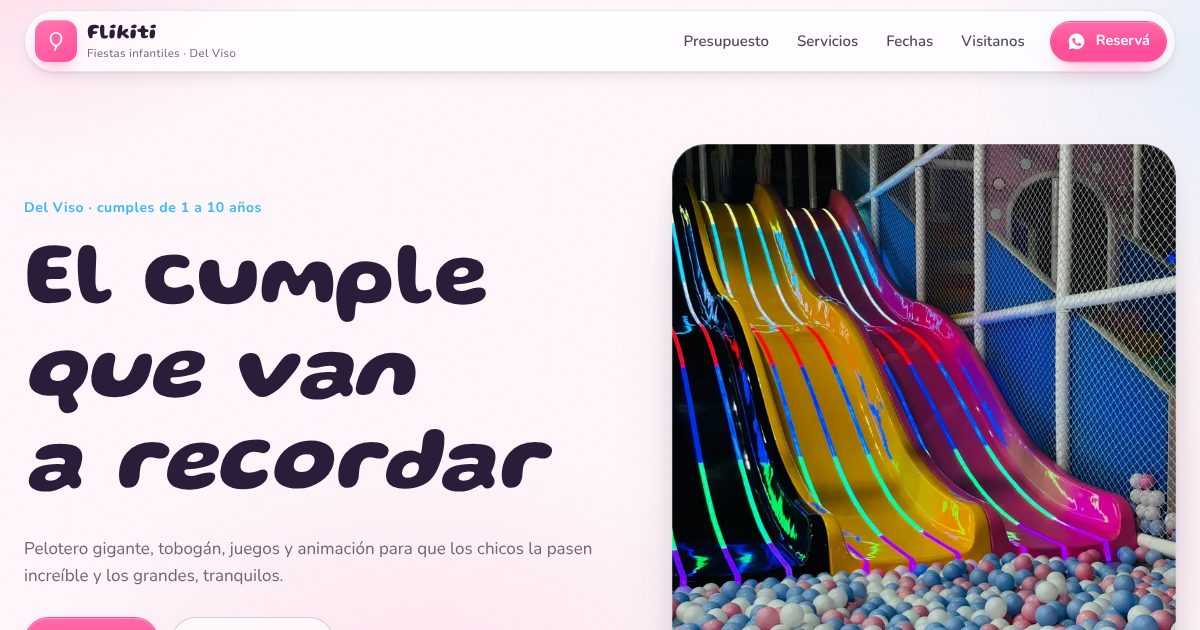 Flikiti
Fiestas infantiles · Del Viso
Presupuesto
Servicios
Fechas
Visitanos
Reservá
Del Viso · cumples de 1 a 10 años
El cumple
que van
a recordar
Pelotero gigante, tobogán, juegos y animación para que los chicos la pasen
increíble y los grandes, tranquilos.